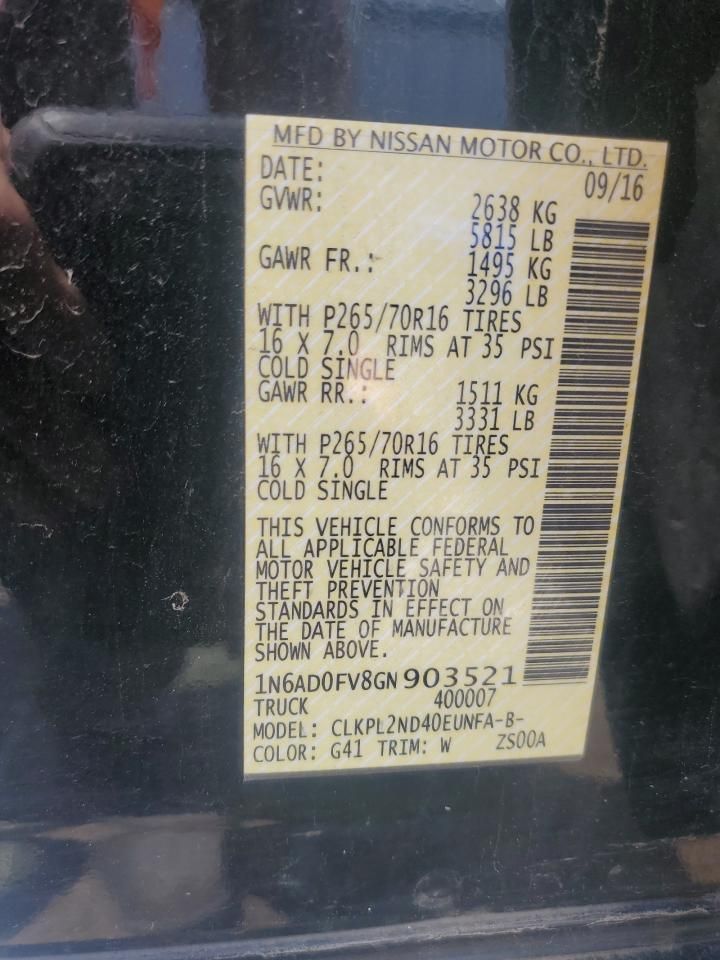 MFD BY NISSAN MOTOR CO., LTD.
DATE: 09/16
GVWR: 2638 KG
5815 LB
GAWR FR.: 1495 KG
3296 LB
WITH P265/70R16 TIRES
16 X 7.0 RIMS AT 35 PSI
COLD SINGLE
GAWR RR.: 1511 KG
3331 LB
WITH P265/70R16 TIRES
16 X 7.0 RIMS AT 35 PSI
COLD SINGLE
THIS VEHICLE CONFORMS TO
ALL APPLICABLE FEDERAL
MOTOR VEHICLE SAFETY AND
THEFT PREVENTION
STANDARDS IN EFFECT ON
THE DATE OF MANUFACTURE
SHOWN ABOVE.
1N6AD0FV8GN903521
TRUCK 400007
MODEL: CLKPL2ND40EUNFA-B-
COLOR: G41 TRIM: W ZS00A